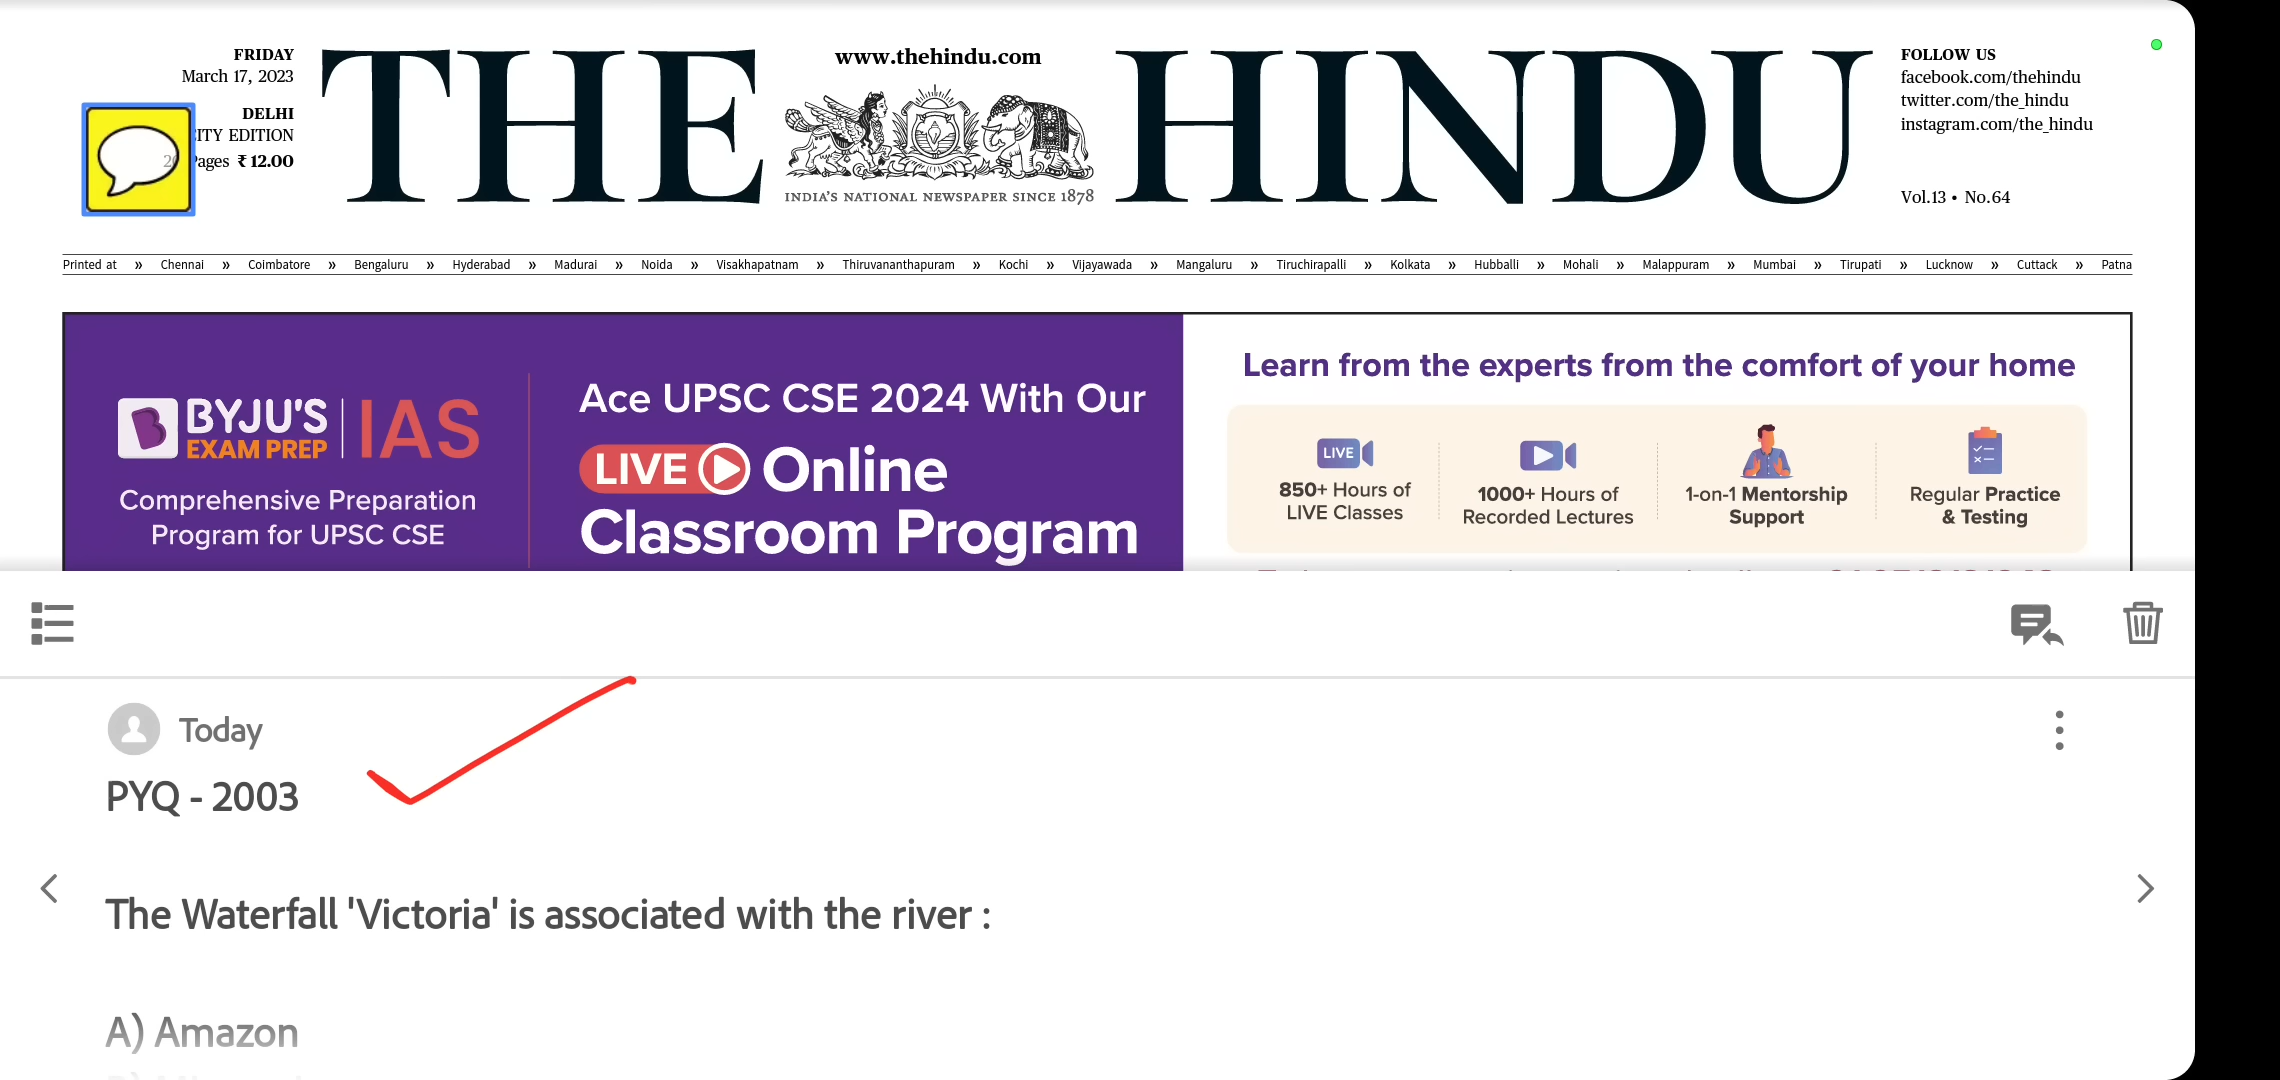 FRIDAY
March 17, 2023
DELHI
CITY EDITION
Pages ₹ 12.00
THE HINDU
www.thehindu.com
INDIA'S NATIONAL NEWSPAPER SINCE 1878
FOLLOW US
facebook.com/thehindu
twitter.com/the_hindu
instagram.com/the_hindu
Vol.13 • No.64
Printed at » Chennai » Coimbatore » Bengaluru » Hyderabad » Madurai » Noida » Visakhapatnam » Thiruvananthapuram » Kochi » Vijayawada » Mangaluru » Tiruchirapalli » Kolkata » Hubballi » Mohali » Malappuram » Mumbai » Tirupati » Lucknow » Cuttack » Patna
BYJU'S IAS
EXAM PREP
Comprehensive Preparation
Program for UPSC CSE
Ace UPSC CSE 2024 With Our
LIVE Online
Classroom Program
Learn from the experts from the comfort of your home
LIVE
850+ Hours of
LIVE Classes
1000+ Hours of
Recorded Lectures
1-on-1 Mentorship
Support
Regular Practice
& Testing
Today
PYQ - 2003
The Waterfall 'Victoria' is associated with the river :
A) Amazon